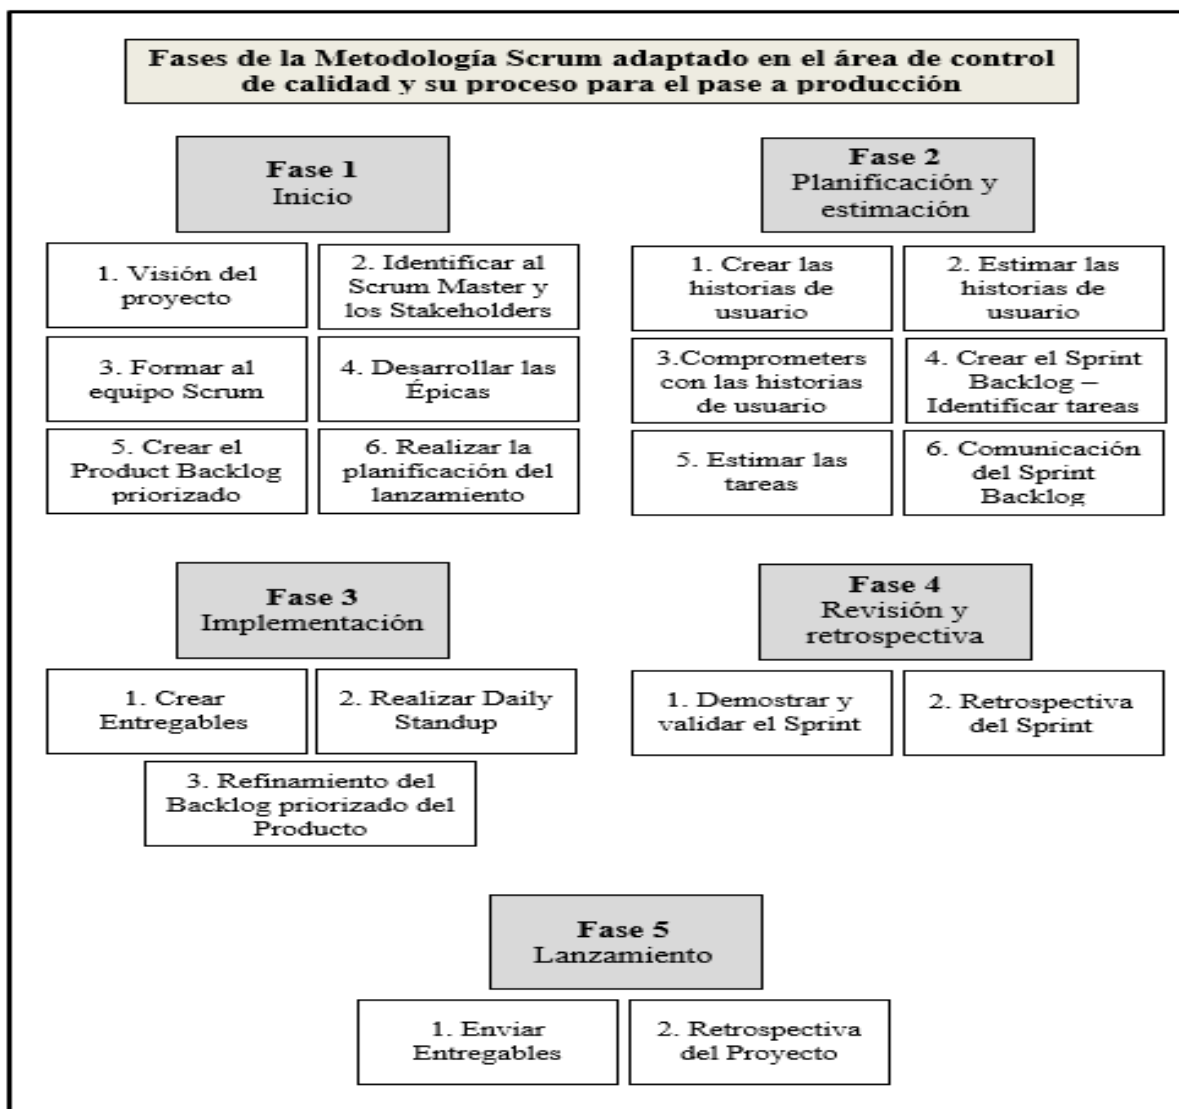 Fases de la Metodología Scrum adaptado en el área de control
de calidad y su proceso para el pase a producción
Fase 1
Inicio
1. Visión del
proyecto
2. Identificar al
Scrum Master y
los Stakeholders
3. Formar al
equipo Scrum
4. Desarrollar las
Épicas
5. Crear el
Product Backlog
priorizado
6. Realizar la
planificación del
lanzamiento
Fase 2
Planificación y
estimación
1. Crear las
historias de
usuario
2. Estimar las
historias de
usuario
3.Comprometers
con las historias
de usuario
4. Crear el Sprint
Backlog –
Identificar tareas
5. Estimar las
tareas
6. Comunicación
del Sprint
Backlog
Fase 3
Implementación
1. Crear
Entregables
2. Realizar Daily
Standup
3. Refinamiento del
Backlog priorizado del
Producto
Fase 4
Revisión y
retrospectiva
1. Demostrar y
validar el Sprint
2. Retrospectiva
del Sprint
Fase 5
Lanzamiento
1. Enviar
Entregables
2. Retrospectiva
del Proyecto